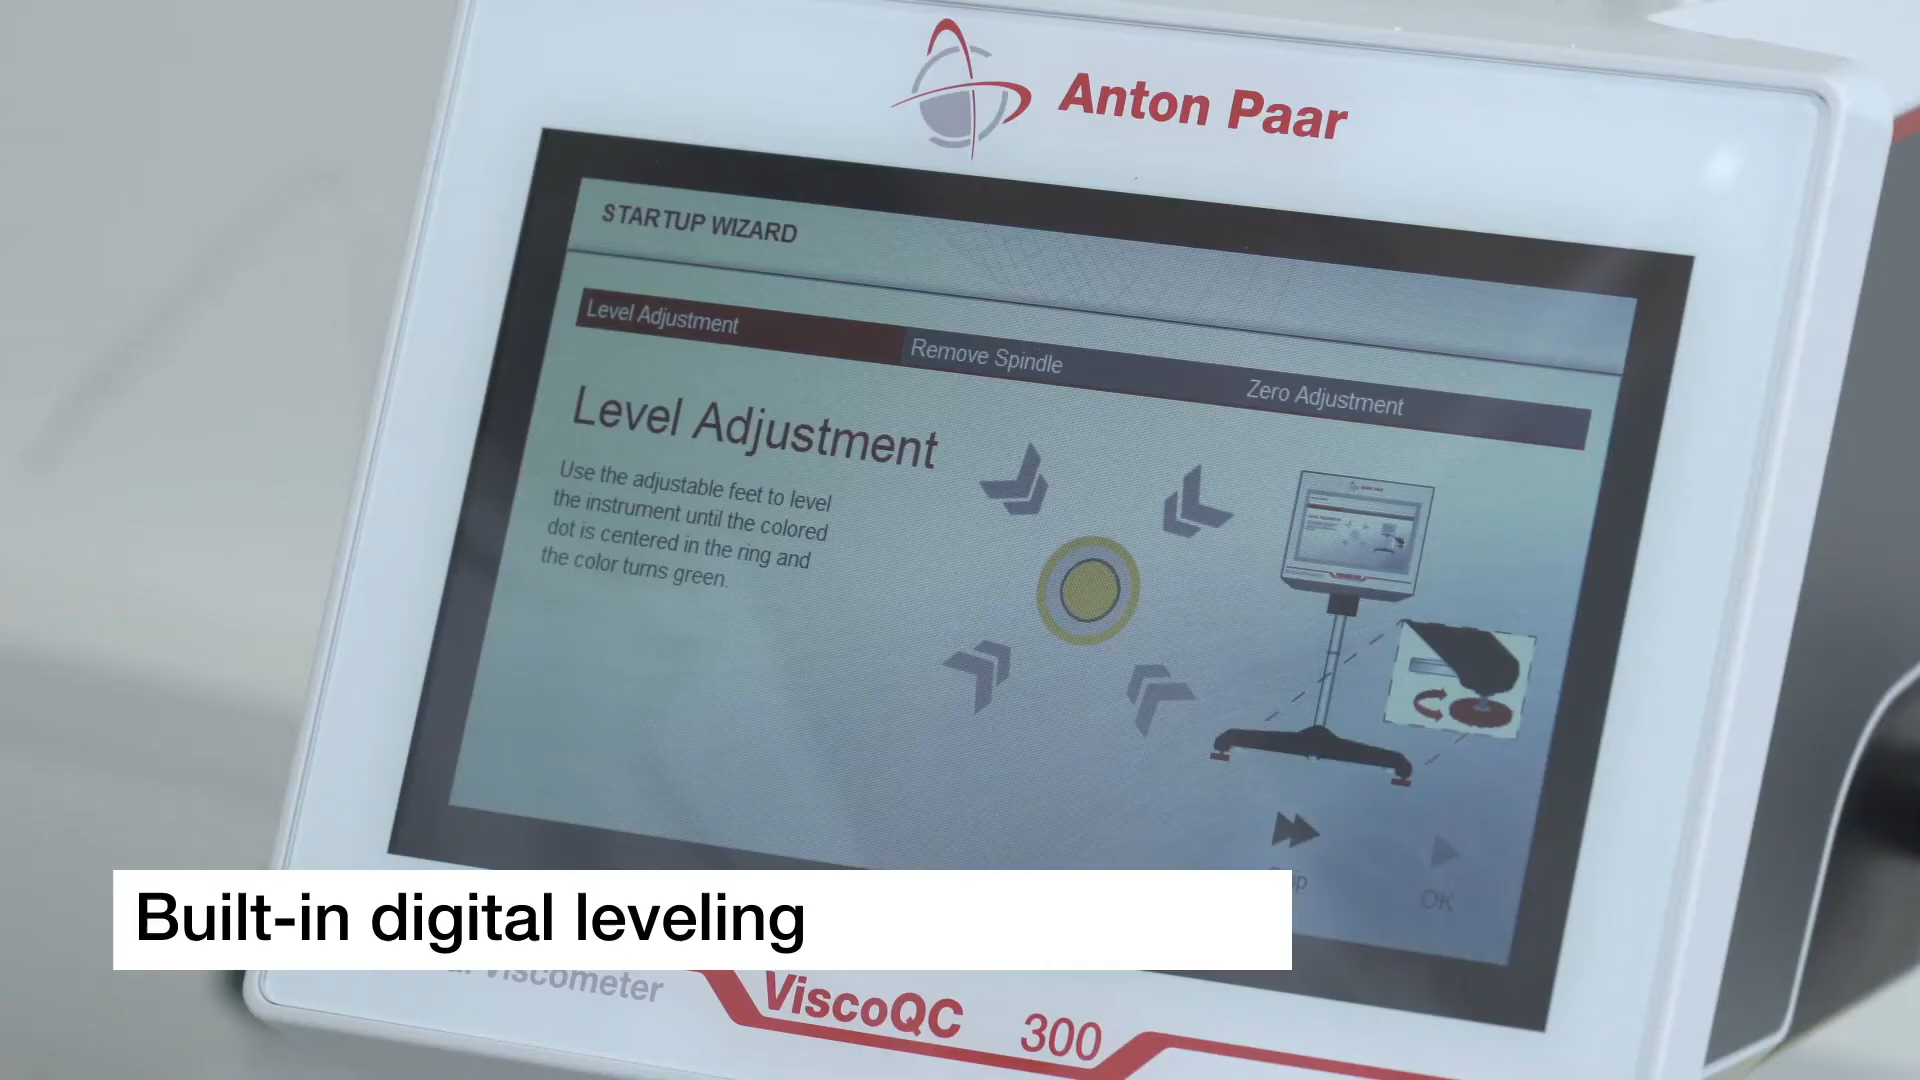 Anton Paar
STARTUP WIZARD
Level Adjustment
Remove Spindle
Zero Adjustment
Level Adjustment
Use the adjustable feet to level
the instrument until the colored
dot is centered in the ring and
the color turns green.
OK
Built-in digital leveling
Viscometer
ViscoQC 300